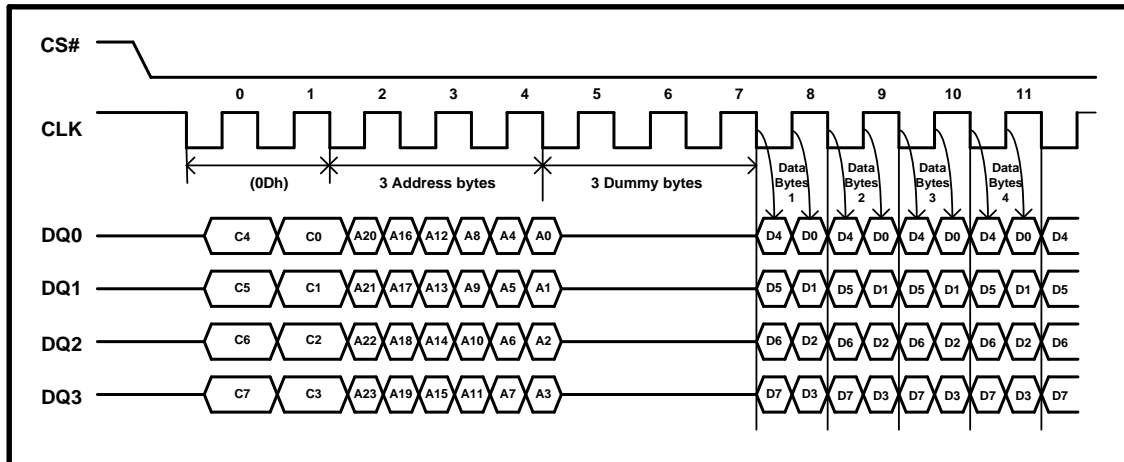 CS#
0 1 2 3 4 5 6 7 8 9 10 11
CLK
(0Dh) 3 Address bytes 3 Dummy bytes
Data Bytes 1
Data Bytes 2
Data Bytes 3
Data Bytes 4
DQ0 C4 C0 A20 A16 A12 A8 A4 A0 D4 D0 D4 D0 D4 D0 D4 D0 D4
DQ1 C5 C1 A21 A17 A13 A9 A5 A1 D5 D1 D5 D1 D5 D1 D5 D1 D5
DQ2 C6 C2 A22 A18 A14 A10 A6 A2 D6 D2 D6 D2 D6 D2 D6 D2 D6
DQ3 C7 C3 A23 A19 A15 A11 A7 A3 D7 D3 D7 D3 D7 D3 D7 D3 D7